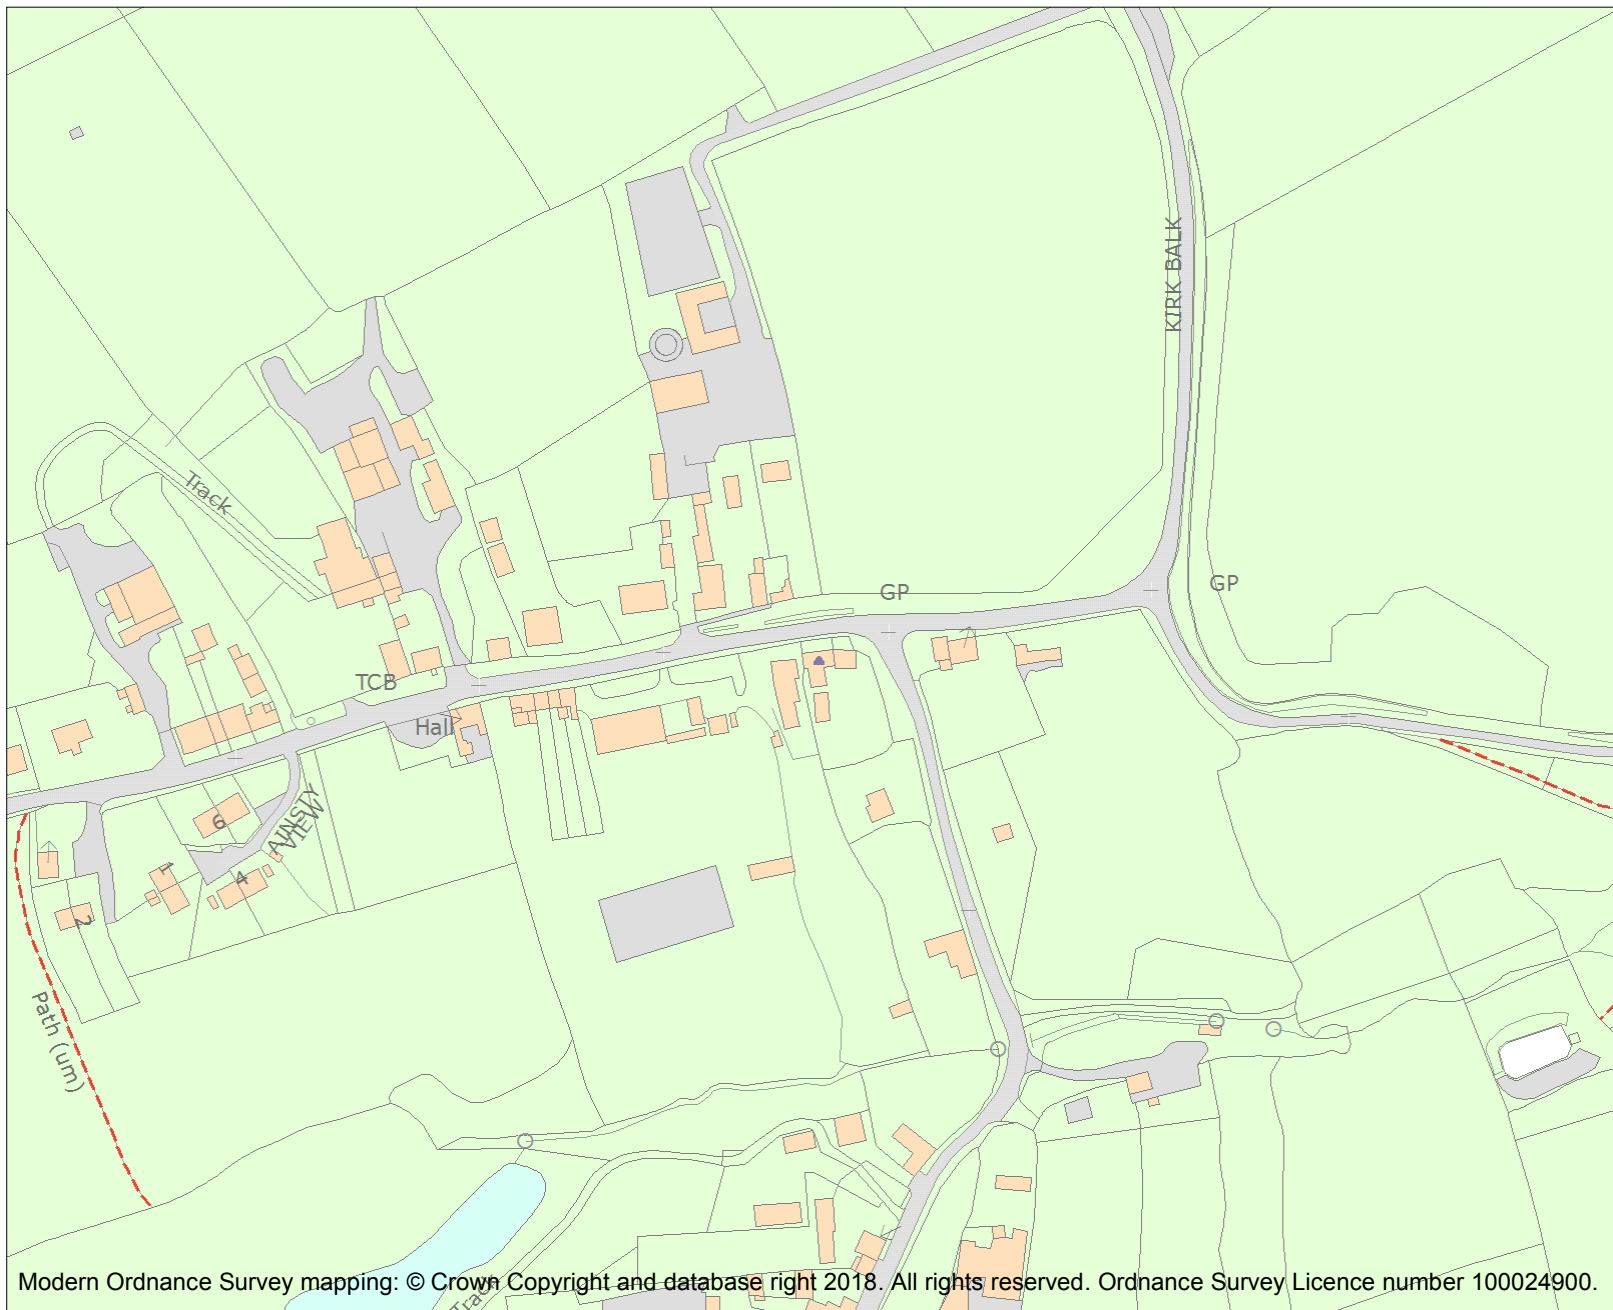 KIRK BALK
Track
GP
GP
TCB
Hall
AINSTY
VIEW
6
1
4
2
Path (um)
Track
Modern Ordnance Survey mapping: © Crown Copyright and database right 2018. All rights reserved. Ordnance Survey Licence number 100024900.